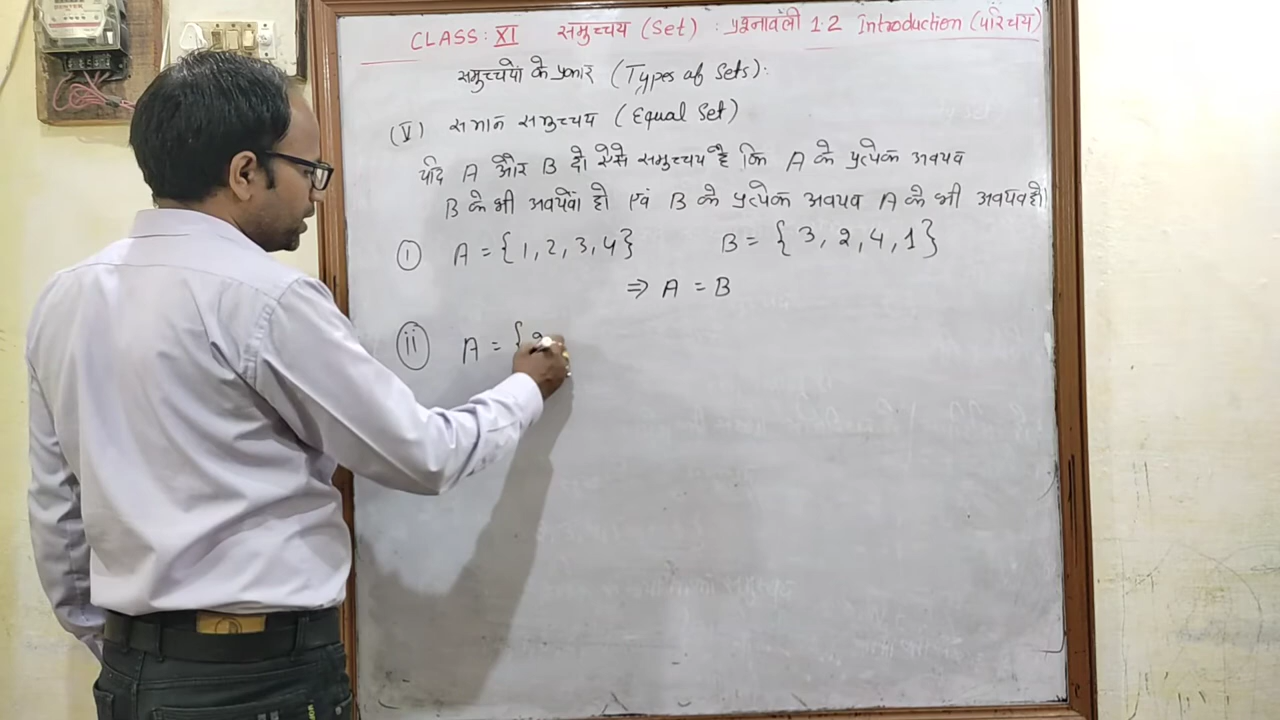 CLASS: XI समुच्चय (Set) : प्रश्नावली 1.2 Introduction (परिचय)
समुच्चयो के प्रकार (Types of Sets):
(V) समान समुच्चय (Equal Set)
यदि A और B दो ऐसे समुच्चय है कि A के प्रत्येक अवयव
B के भी अवयव हो एवं B के प्रत्येक अवयव A के भी अवयव हो।
(i) A = {1, 2, 3, 4} B = {3, 2, 4, 1}
⇒ A = B
(ii) A = {2